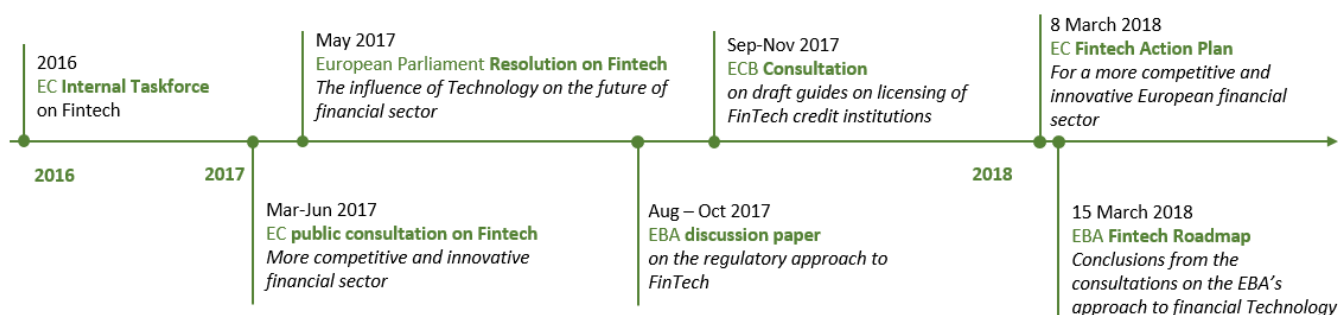 2016
EC Internal Taskforce
on Fintech
May 2017
European Parliament Resolution on Fintech
The influence of Technology on the future of
financial sector
Sep-Nov 2017
ECB Consultation
on draft guides on licensing of
FinTech credit institutions
8 March 2018
EC Fintech Action Plan
For a more competitive and
innovative European financial
sector
2016
2017
2018
Mar-Jun 2017
EC public consultation on Fintech
More competitive and innovative
financial sector
Aug – Oct 2017
EBA discussion paper
on the regulatory approach to
FinTech
15 March 2018
EBA Fintech Roadmap
Conclusions from the
consultations on the EBA's
approach to financial Technology